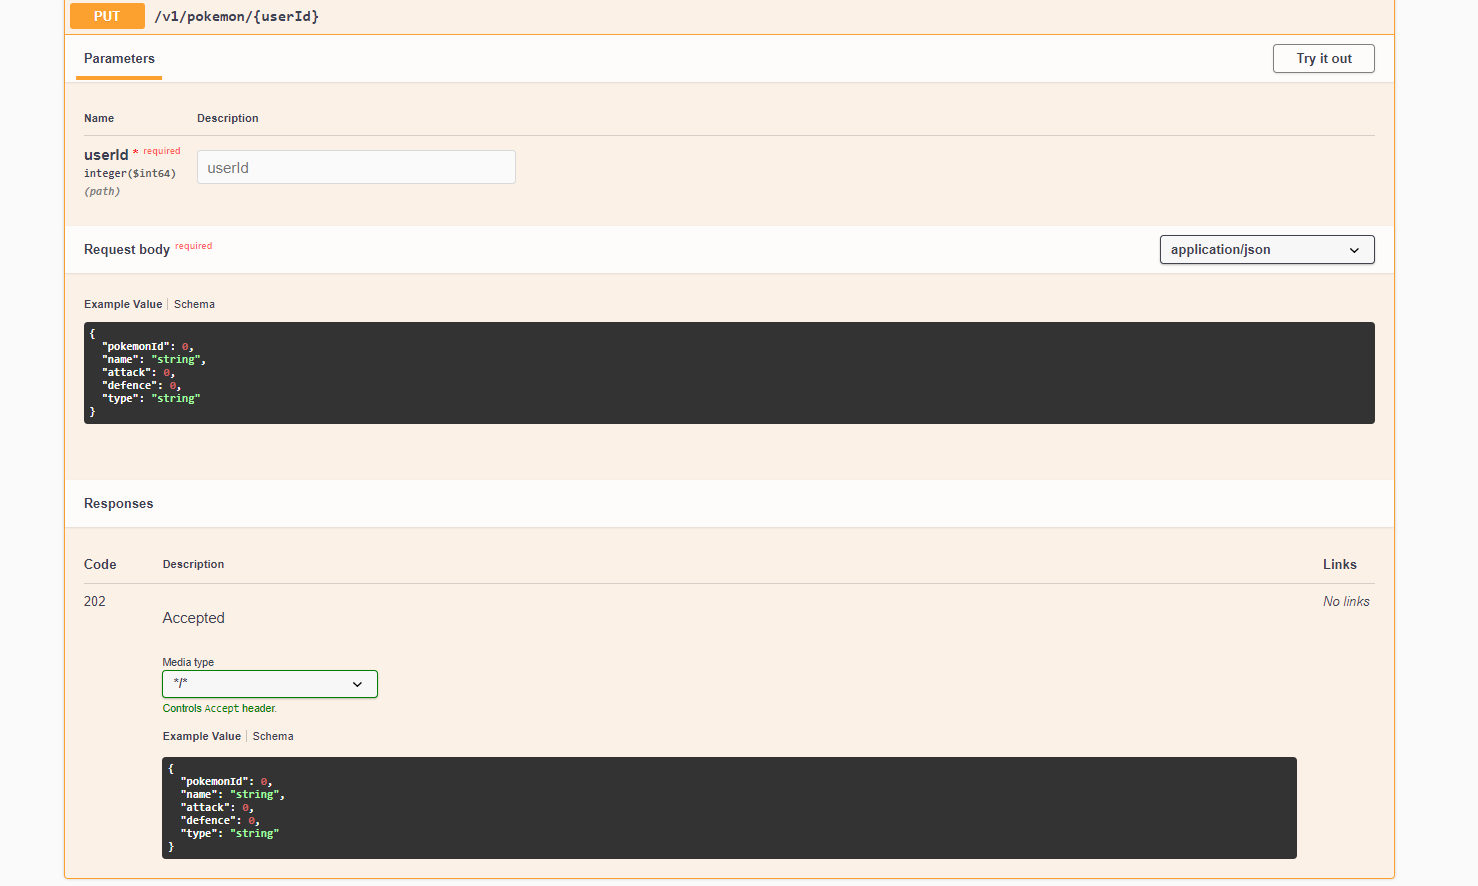 PUT /v1/pokemon/{userId}
Parameters
Try it out
Name Description
userId * required
integer($int64)
(path)
userId
Request body required
application/json
Example Value Schema
{
  "pokemonId": 0,
  "name": "string",
  "attack": 0,
  "defence": 0,
  "type": "string"
}
Responses
Code Description Links
202 Accepted No links
Media type
*/*
Controls Accept header.
Example Value Schema
{
  "pokemonId": 0,
  "name": "string",
  "attack": 0,
  "defence": 0,
  "type": "string"
}